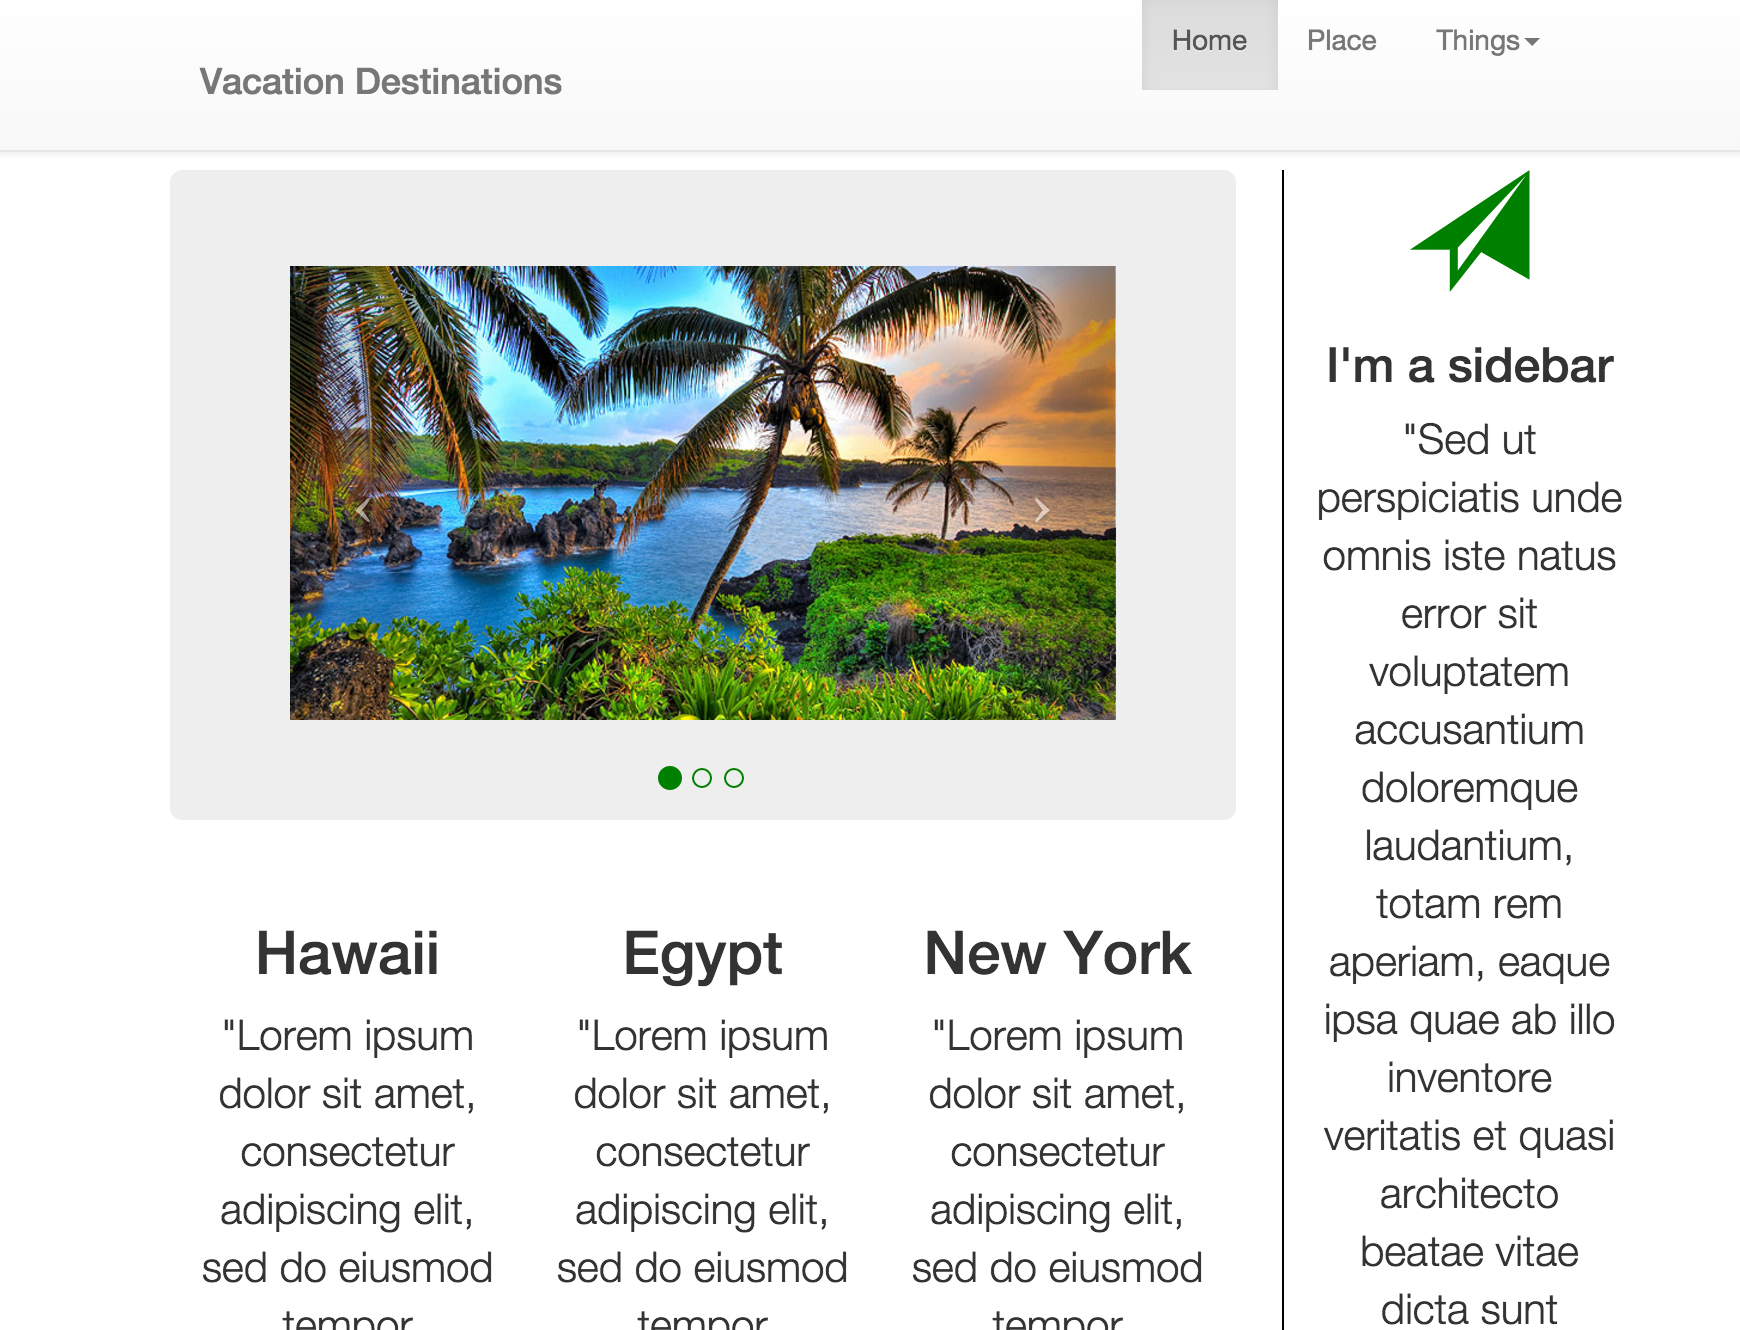 Vacation Destinations
Home
Place
Things
Hawaii
"Lorem ipsum
dolor sit amet,
consectetur
adipiscing elit,
sed do eiusmod
tempor
Egypt
"Lorem ipsum
dolor sit amet,
consectetur
adipiscing elit,
sed do eiusmod
tempor
New York
"Lorem ipsum
dolor sit amet,
consectetur
adipiscing elit,
sed do eiusmod
tempor
I'm a sidebar
"Sed ut
perspiciatis unde
omnis iste natus
error sit
voluptatem
accusantium
doloremque
laudantium,
totam rem
aperiam, eaque
ipsa quae ab illo
inventore
veritatis et quasi
architecto
beatae vitae
dicta sunt